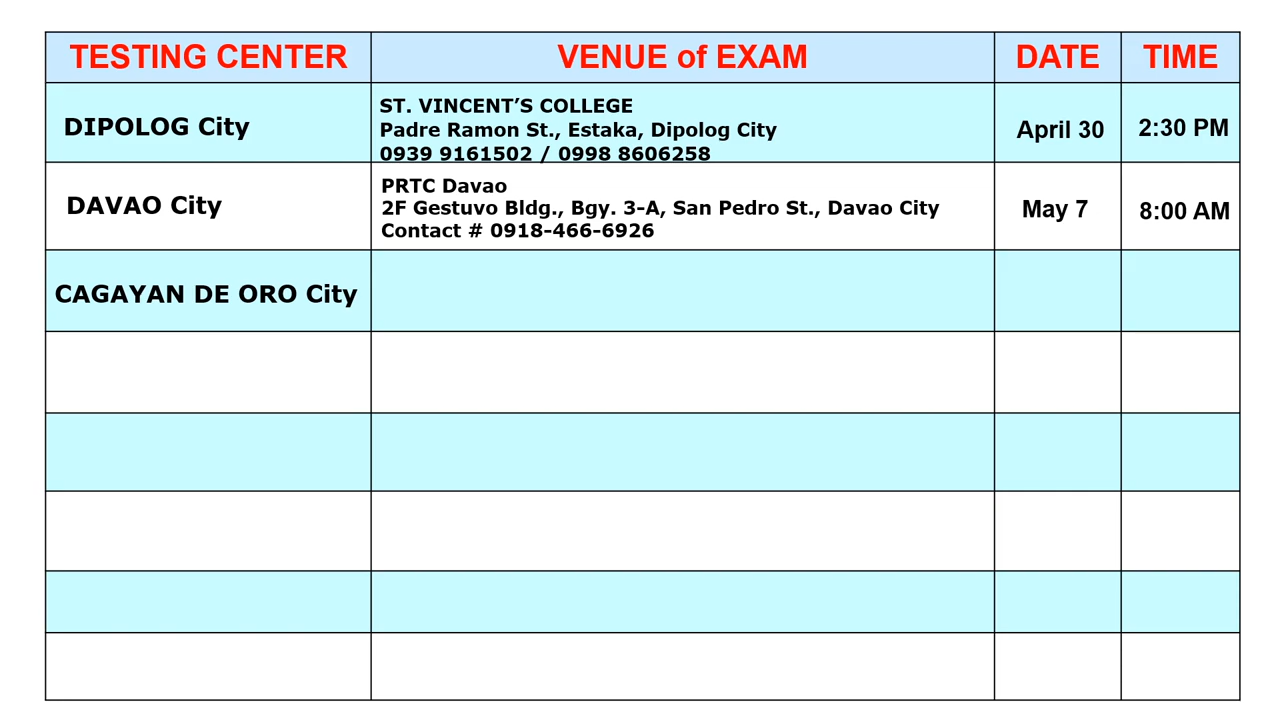 TESTING CENTER VENUE of EXAM DATE TIME
DIPOLOG City
ST. VINCENT’S COLLEGE
Padre Ramon St., Estaka, Dipolog City
0939 9161502 / 0998 8606258
April 30
2:30 PM
DAVAO City
PRTC Davao
2F Gestuvo Bldg., Bgy. 3-A, San Pedro St., Davao City
Contact # 0918-466-6926
May 7
8:00 AM
CAGAYAN DE ORO City